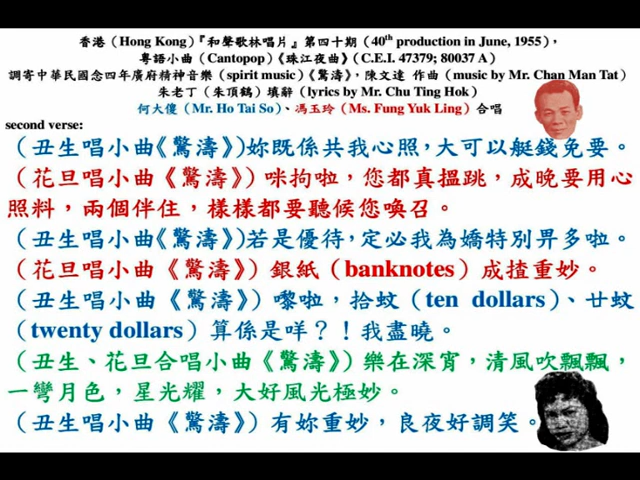 香港（Hong Kong）『和聲歌林唱片』第四十期（40th production in June, 1955），
粵語小曲（Cantopop）《珠江夜曲》（C.E.I. 47379; 80037 A）
調寄中華民國念四年廣府精神音樂（spirit music）《驚濤》，陳文達 作曲（music by Mr. Chan Man Tat）
朱老丁（朱頂鶴）填辭（lyrics by Mr. Chu Ting Hok）
何大傻（Mr. Ho Tai So）、馮玉玲（Ms. Fung Yuk Ling）合唱
second verse:
（丑生唱小曲《驚濤》）妳既係共我心照，大可以艇錢免要。
（花旦唱小曲《驚濤》）咪拘啦，您都真搵跳，成晚要用心
照料，兩個伴住，樣樣都要聽候您喚召。
（丑生唱小曲《驚濤》）若是優待，定必我為嬌特別畀多啦。
（花旦唱小曲《驚濤》）銀紙（banknotes）成揸重妙。
（丑生唱小曲《驚濤》）嚟啦，拾蚊（ten dollars）、廿蚊
（twenty dollars）算係是咩？！我盡曉。
（丑生、花旦合唱小曲《驚濤》）樂在深宵，清風吹飄飄，
一彎月色，星光耀，大好風光極妙。
（丑生唱小曲《驚濤》）有妳重妙，良夜好調笑。